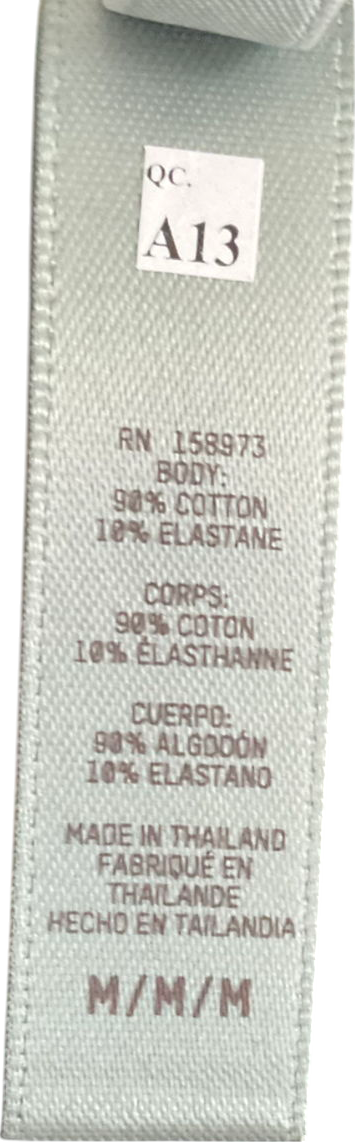 QC.
A13
RN 158973
BODY:
90% COTTON
10% ELASTANE
CORPS:
90% COTON
10% ÉLASTHANNE
CUERPO:
90% ALGODÓN
10% ELASTANO
MADE IN THAILAND
FABRIQUÉ EN
THAILANDE
HECHO EN TAILANDIA
M/M/M